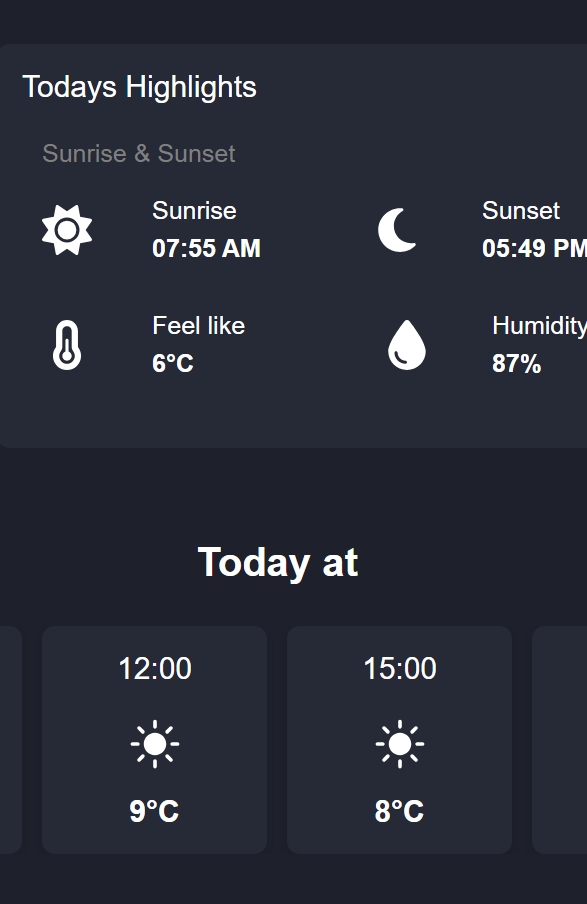 Todays Highlights
Sunrise & Sunset
Sunrise
07:55 AM
Sunset
05:49 PM
Feel like
6°C
Humidity
87%
Today at
12:00
9°C
15:00
8°C